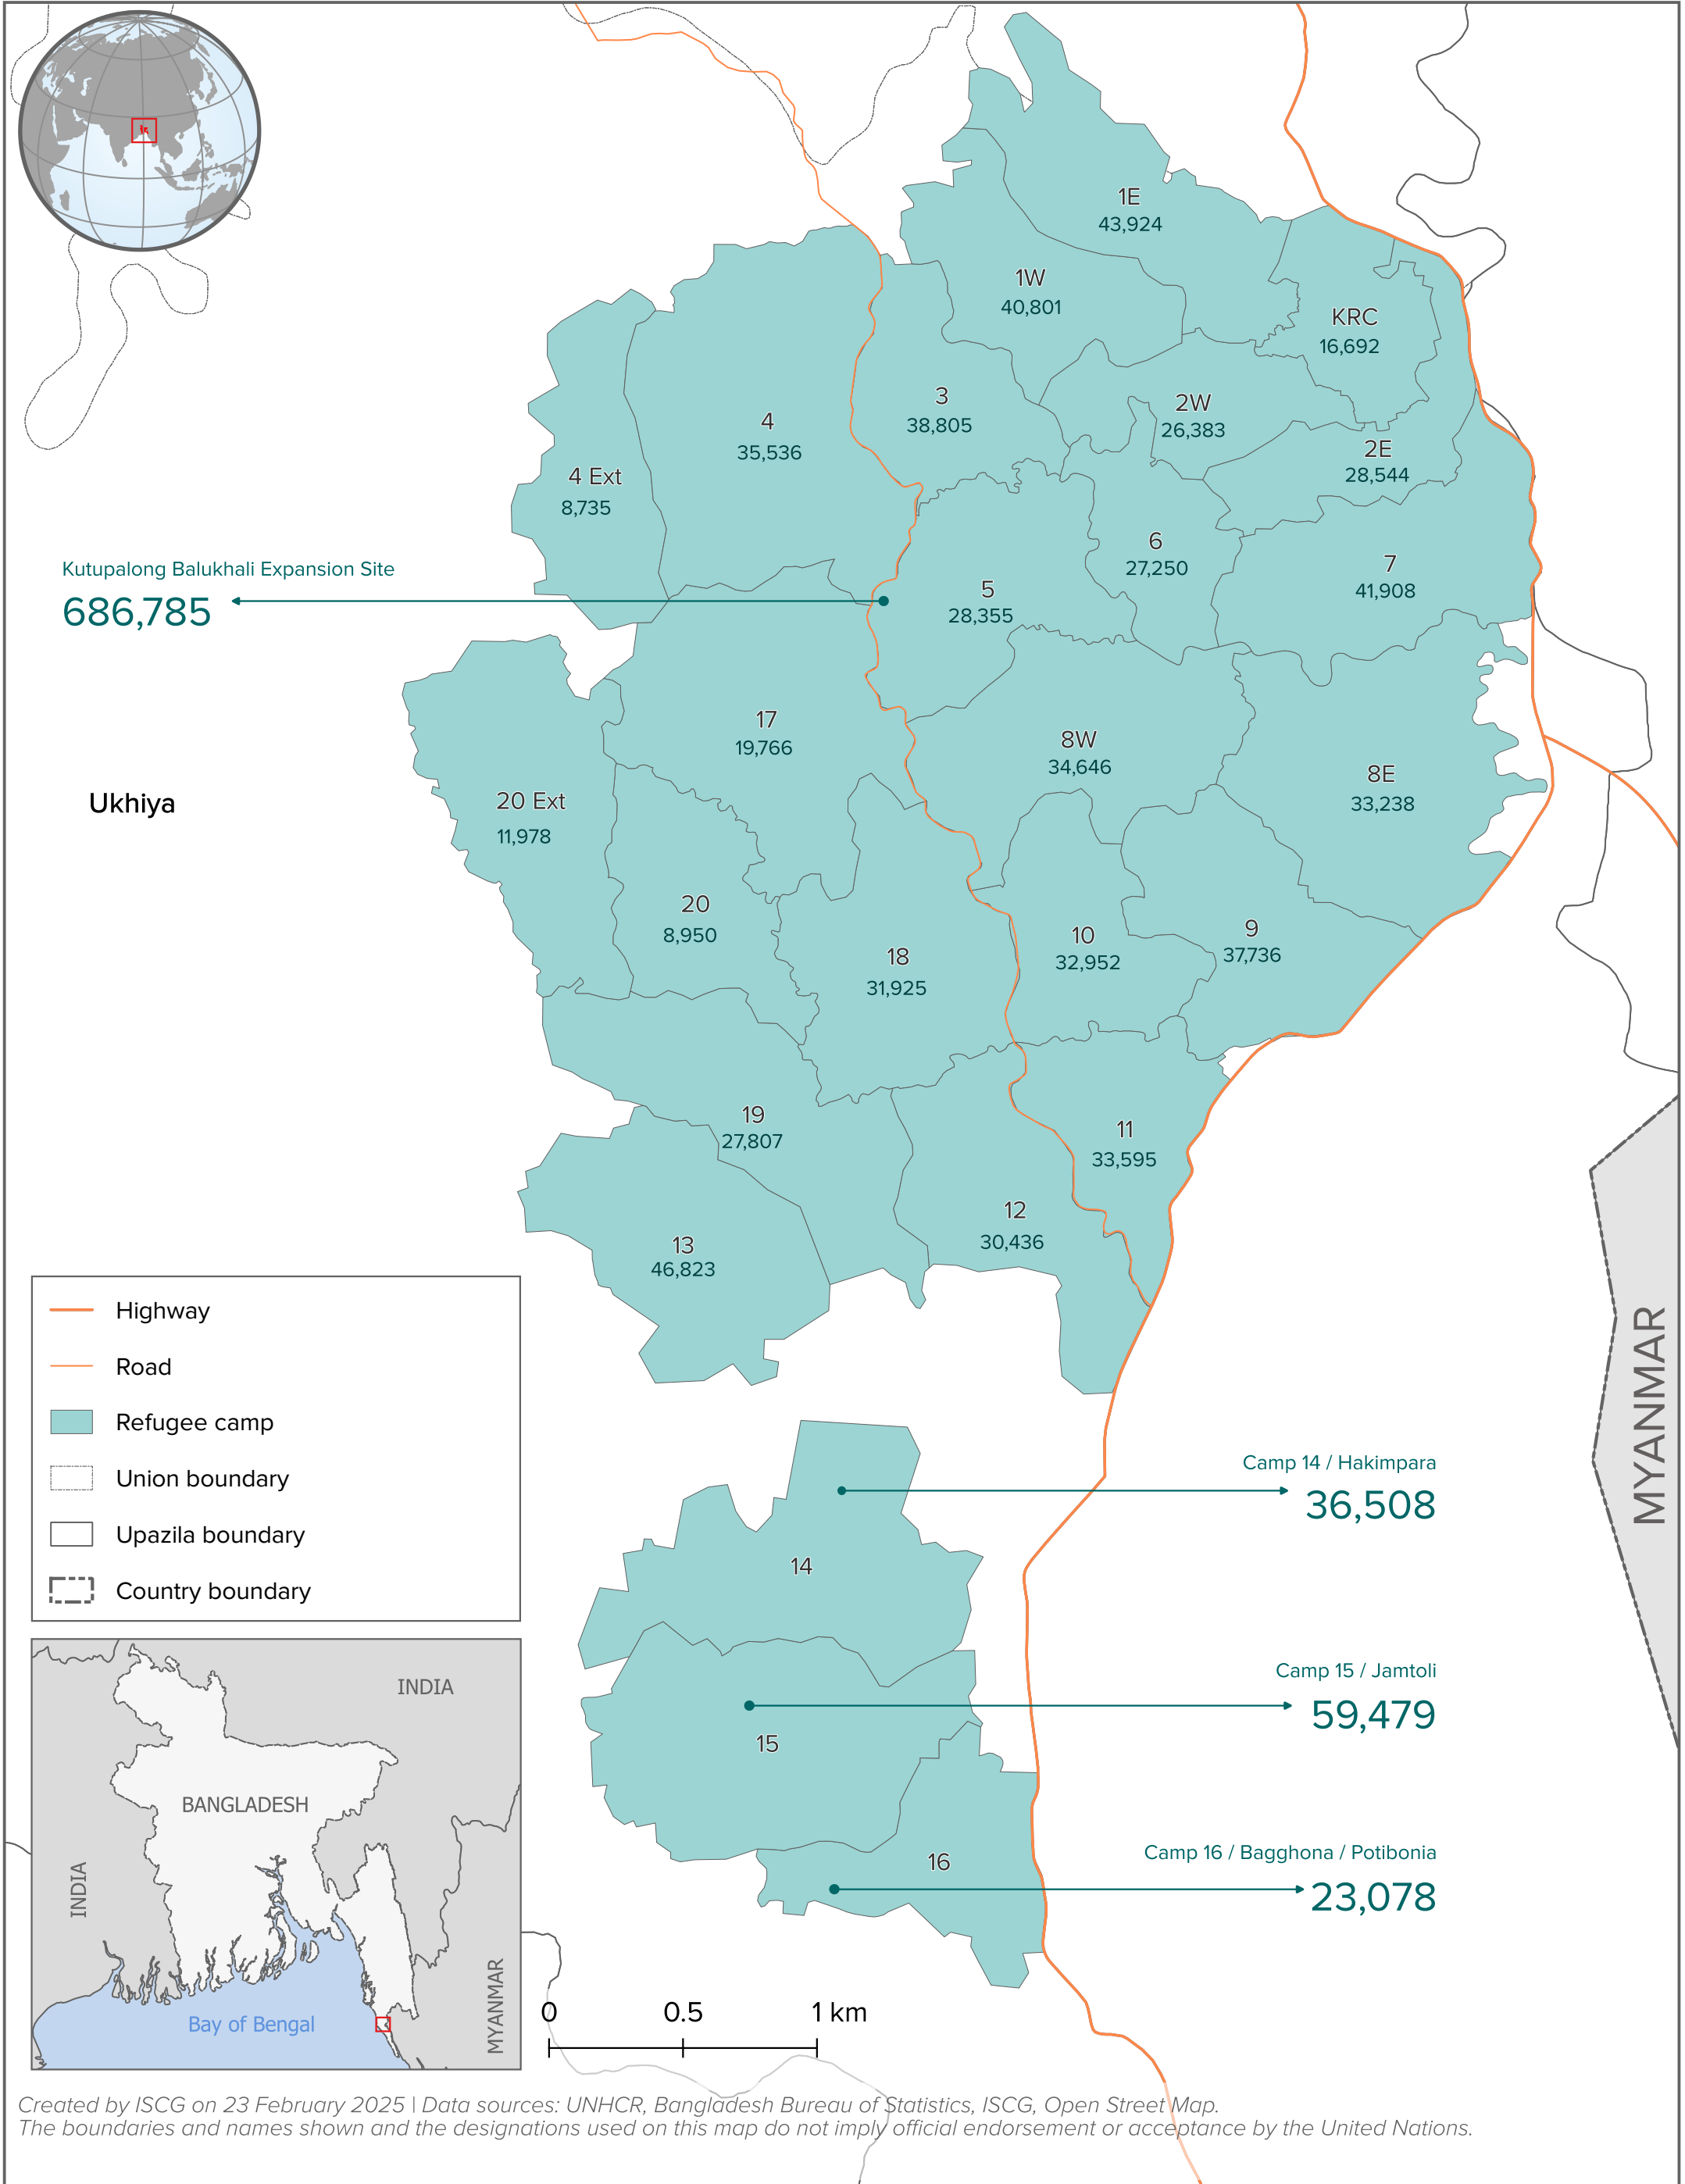 1E
43,924
1W
40,801
KRC
16,692
3
38,805
2W
26,383
4
35,536
2E
28,544
4 Ext
8,735
6
27,250
7
41,908
Kutupalong Balukhali Expansion Site
686,785
5
28,355
17
19,766
8W
34,646
8E
33,238
Ukhiya
20 Ext
11,978
20
8,950
18
31,925
10
32,952
9
37,736
19
27,807
11
33,595
12
30,436
13
46,823
Highway
Road
Refugee camp
Union boundary
Upazila boundary
Country boundary
MYANMAR
Camp 14 / Hakimpara
36,508
14
Camp 15 / Jamtoli
59,479
15
Camp 16 / Bagghona / Potibonia
23,078
16
INDIA
BANGLADESH
INDIA
MYANMAR
Bay of Bengal
0 0.5 1 km
Created by ISCG on 23 February 2025 | Data sources: UNHCR, Bangladesh Bureau of Statistics, ISCG, Open Street Map.
The boundaries and names shown and the designations used on this map do not imply official endorsement or acceptance by the United Nations.